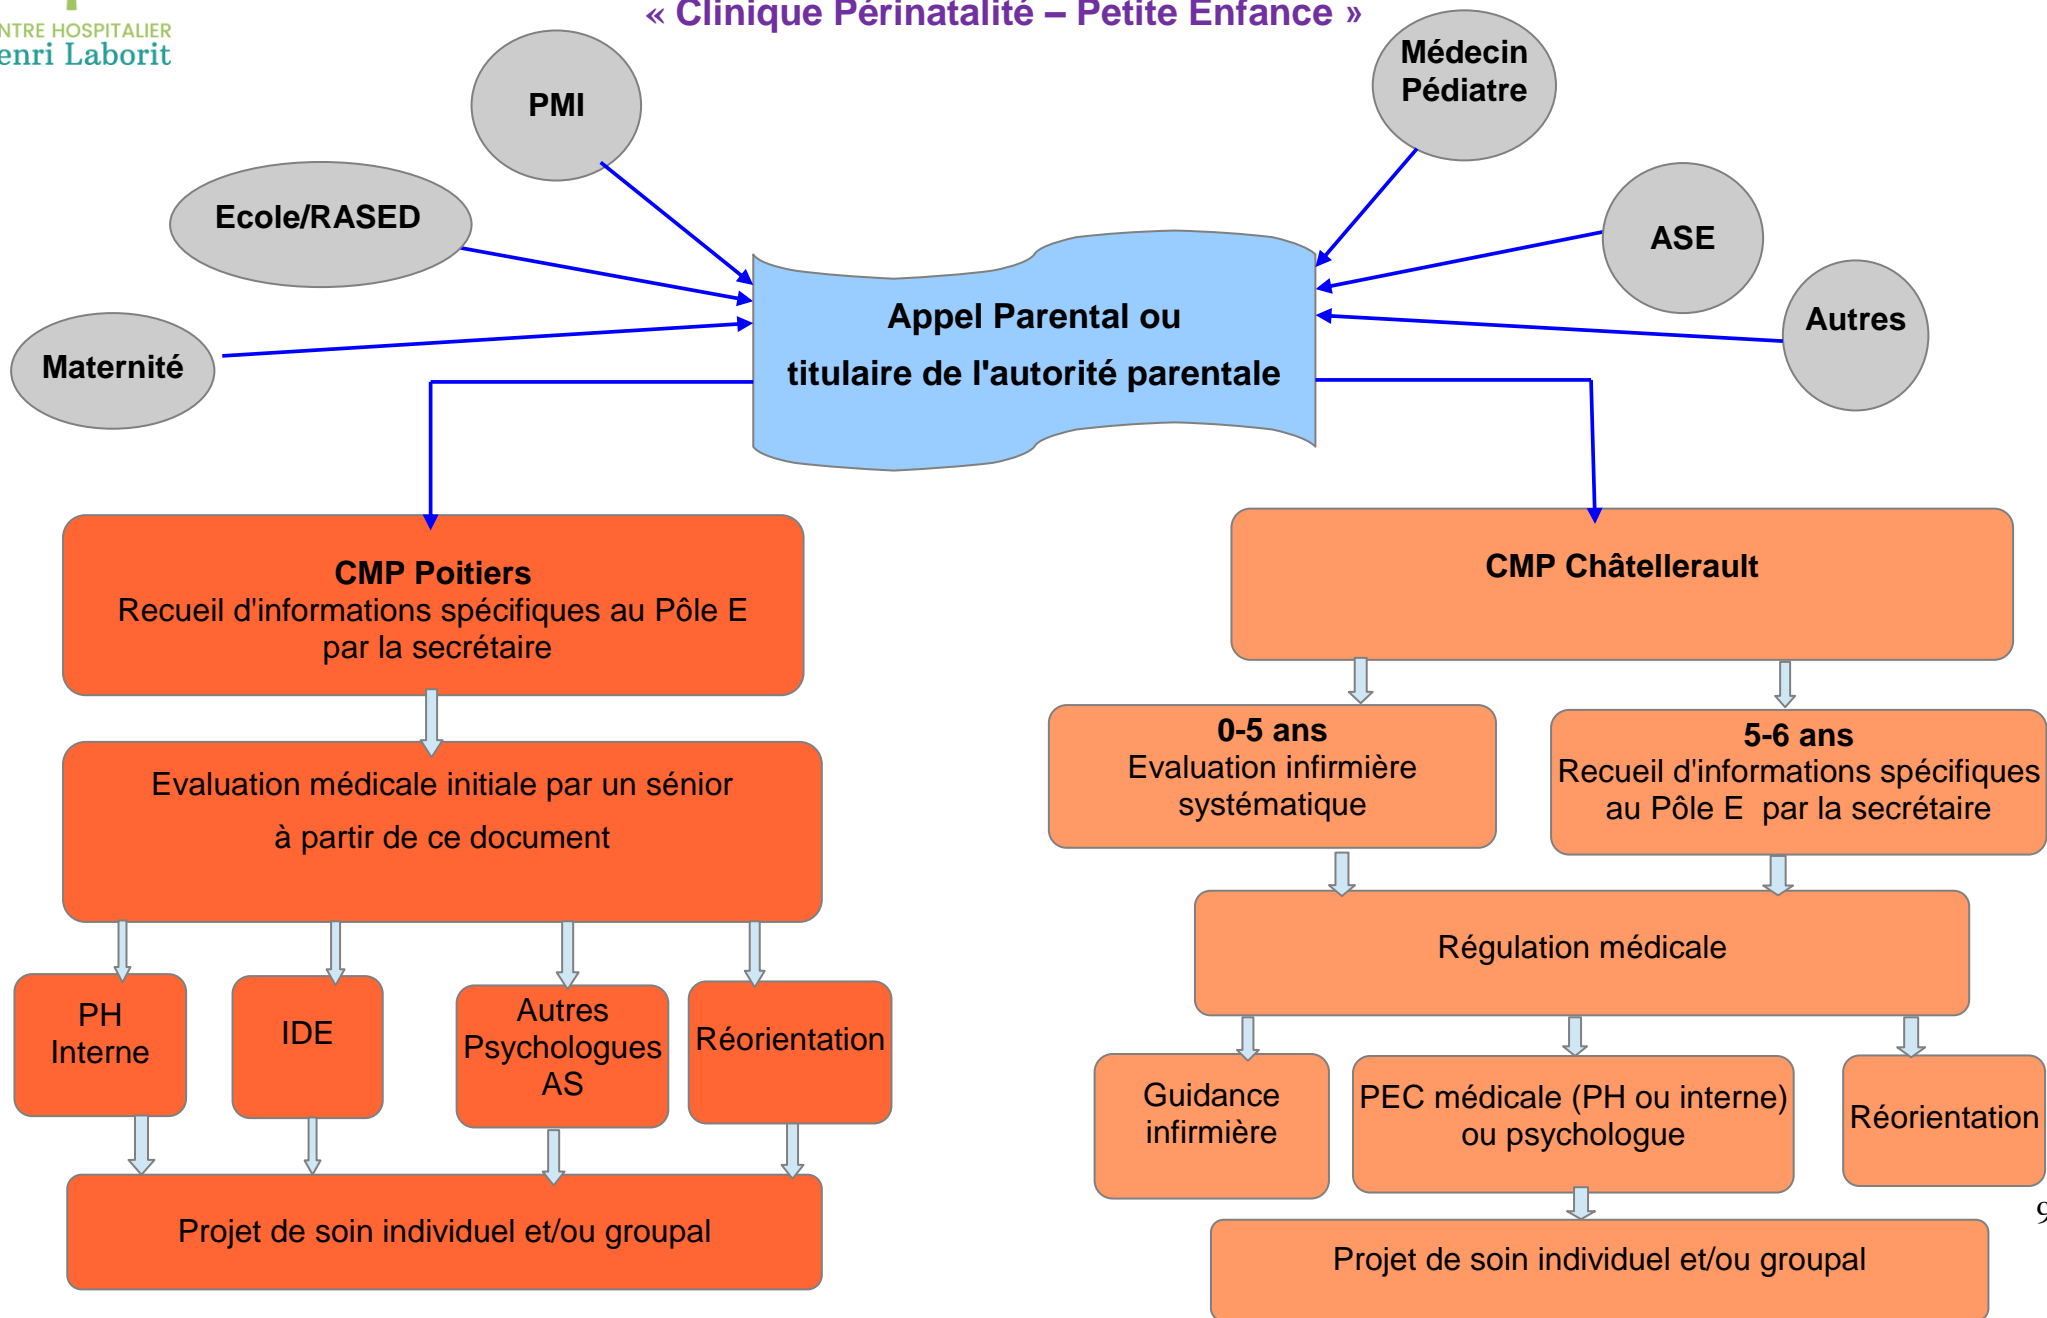 « Clinique Périnatalité – Petite Enfance »
NTRE HOSPITALIER
enri Laborit
PMI
Médecin
Pédiatre
Ecole/RASED
ASE
Maternité
Autres
Appel Parental ou
titulaire de l'autorité parentale
CMP Poitiers
Recueil d'informations spécifiques au Pôle E
par la secrétaire
Evaluation médicale initiale par un sénior
à partir de ce document
PH
Interne
IDE
Autres
Psychologues
AS
Réorientation
Projet de soin individuel et/ou groupal
CMP Châtellerault
0-5 ans
Evaluation infirmière
systématique
5-6 ans
Recueil d'informations spécifiques
au Pôle E  par la secrétaire
Régulation médicale
Guidance
infirmière
PEC médicale (PH ou interne)
ou psychologue
Réorientation
Projet de soin individuel et/ou groupal
9